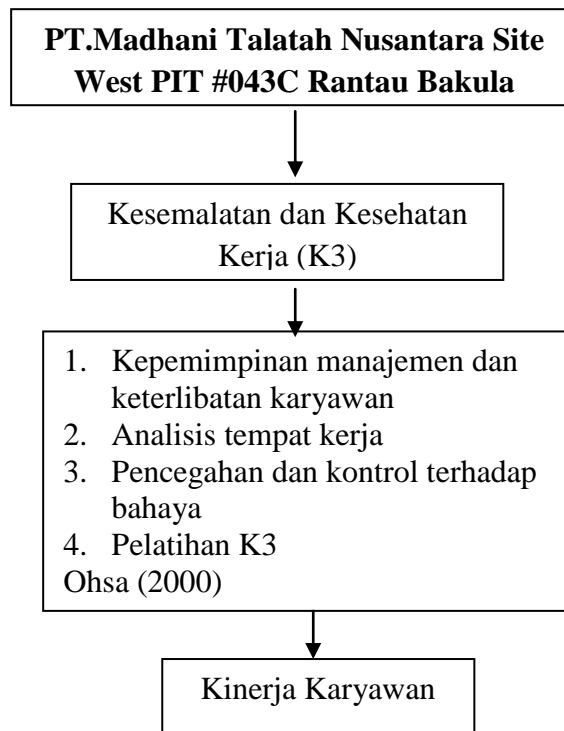 PT.Madhani Talatah Nusantara Site
West PIT #043C Rantau Bakula
Kesemalatan dan Kesehatan
Kerja (K3)
1. Kepemimpinan manajemen dan
keterlibatan karyawan
2. Analisis tempat kerja
3. Pencegahan dan kontrol terhadap
bahaya
4. Pelatihan K3
Ohsa (2000)
Kinerja Karyawan